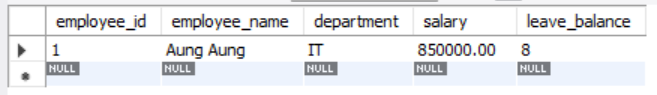 employee_id employee_name department salary leave_balance
1 Aung Aung IT 850000.00 8
NULL NULL NULL NULL NULL